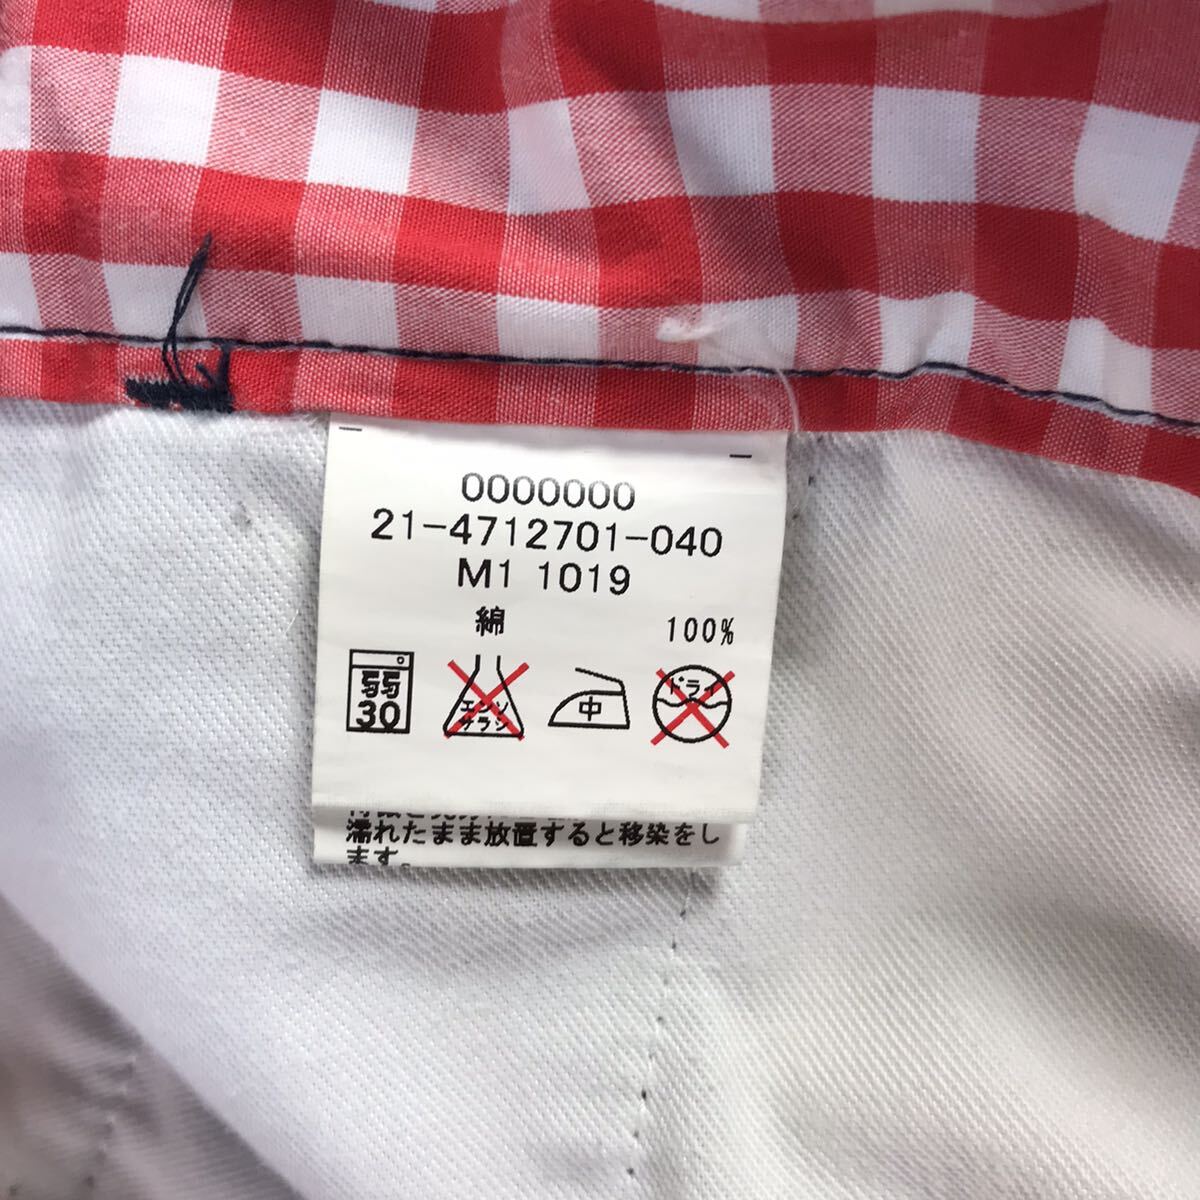 0000000
21-4712701-040
M1 1019
綿 100%
弱
30
エンソ
サラシ
中
ドライ
濡れたまま放置すると移染をし
ます。